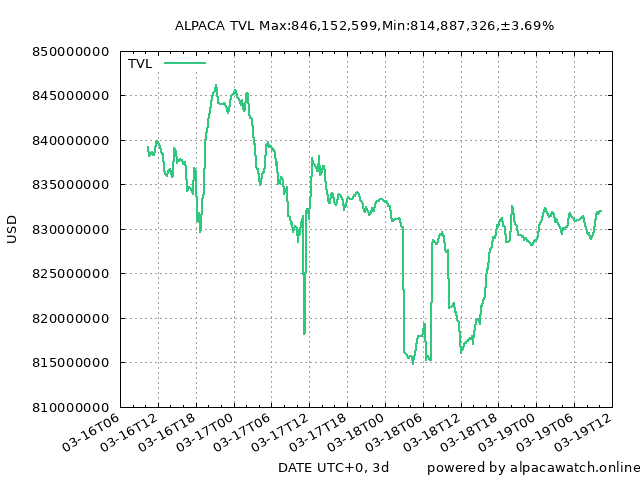 ALPACA TVL Max:846,152,599,Min:814,887,326,±3.69%
TVL
850000000
845000000
840000000
835000000
830000000
825000000
820000000
815000000
810000000
USD
03-16T06
03-16T12
03-16T18
03-17T00
03-17T06
03-17T12
03-17T18
03-18T00
03-18T06
03-18T12
03-18T18
03-19T00
03-19T06
03-19T12
DATE UTC+0, 3d
powered by alpacawatch.online